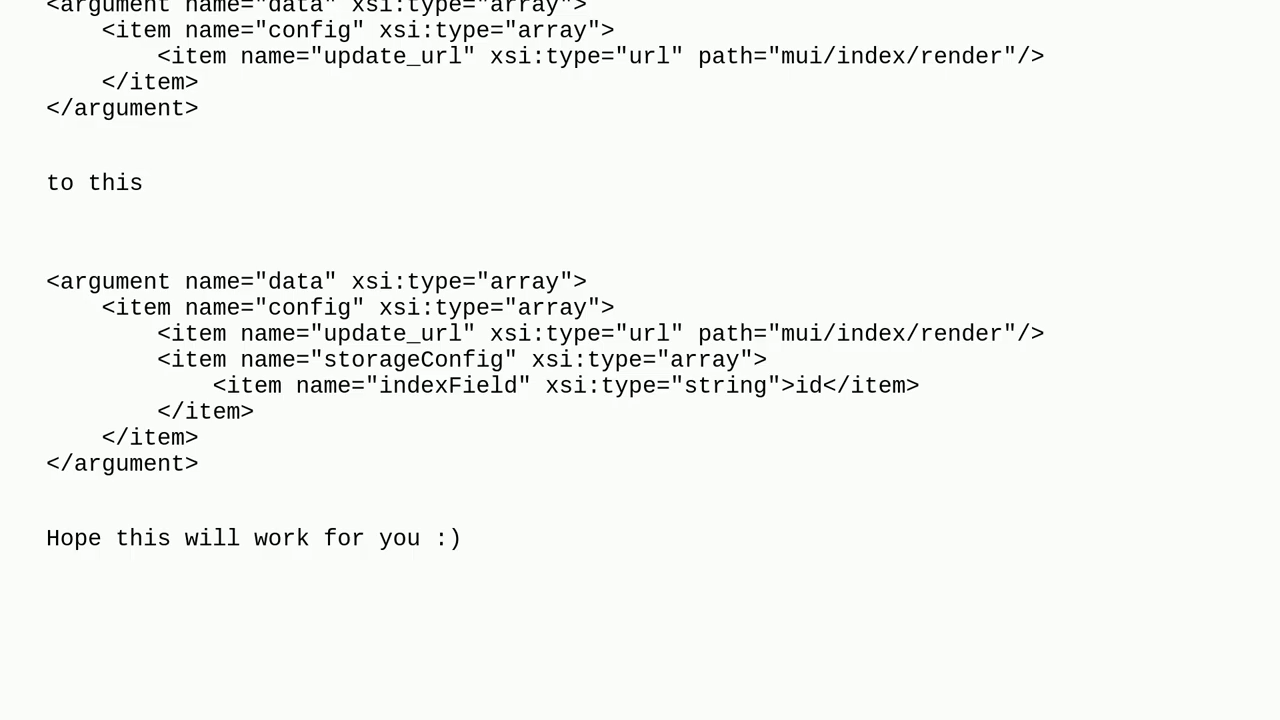 <argument name="data" xsi:type="array">
    <item name="config" xsi:type="array">
        <item name="update_url" xsi:type="url" path="mui/index/render"/>
    </item>
</argument>
to this
<argument name="data" xsi:type="array">
    <item name="config" xsi:type="array">
        <item name="update_url" xsi:type="url" path="mui/index/render"/>
        <item name="storageConfig" xsi:type="array">
            <item name="indexField" xsi:type="string">id</item>
        </item>
    </item>
</argument>
Hope this will work for you :)